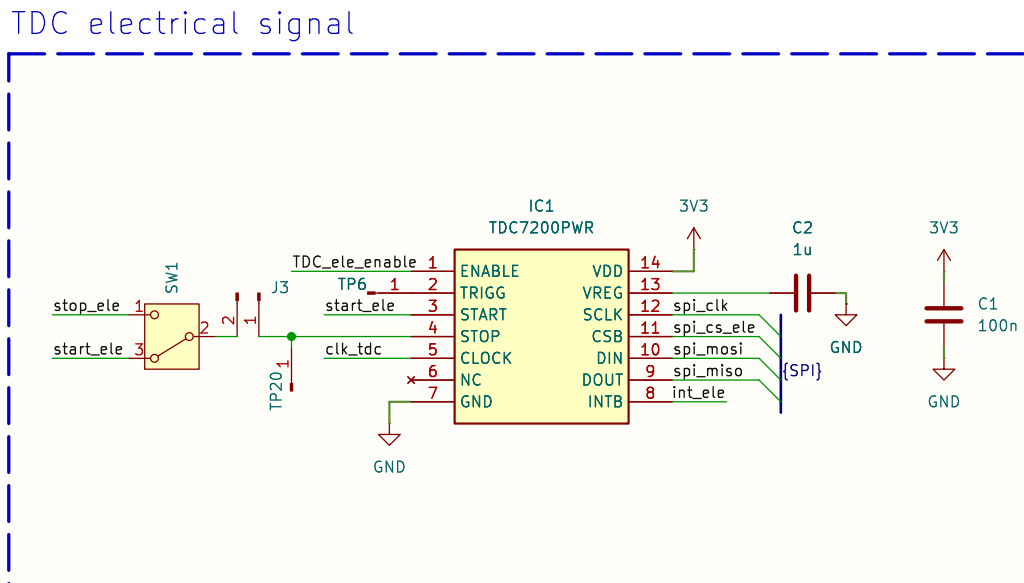 TDC electrical signal
IC1
TDC7200PWR
3V3
C2
1u
3V3
SW1
stop_ele
start_ele
1
2
3
J3
2
1
TP20
1
TDC_ele_enable
TP6
1
start_ele
clk_tdc
1 ENABLE
2 TRIGG
3 START
4 STOP
5 CLOCK
6 NC
7 GND
VDD 14
VREG 13
SCLK 12
CSB 11
DIN 10
DOUT 9
INTB 8
spi_clk
spi_cs_ele
spi_mosi
spi_miso
int_ele
{SPI}
GND
GND
C1
100n
GND